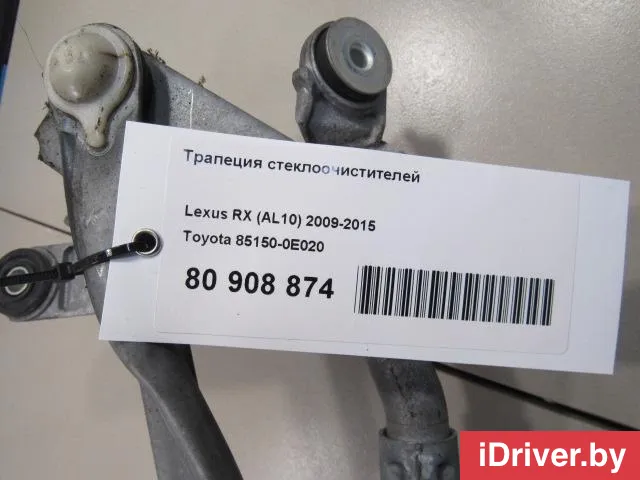 Трапеция стеклоочистителей
Lexus RX (AL10) 2009-2015
Toyota 85150-0E020
80 908 874
iDriver.by